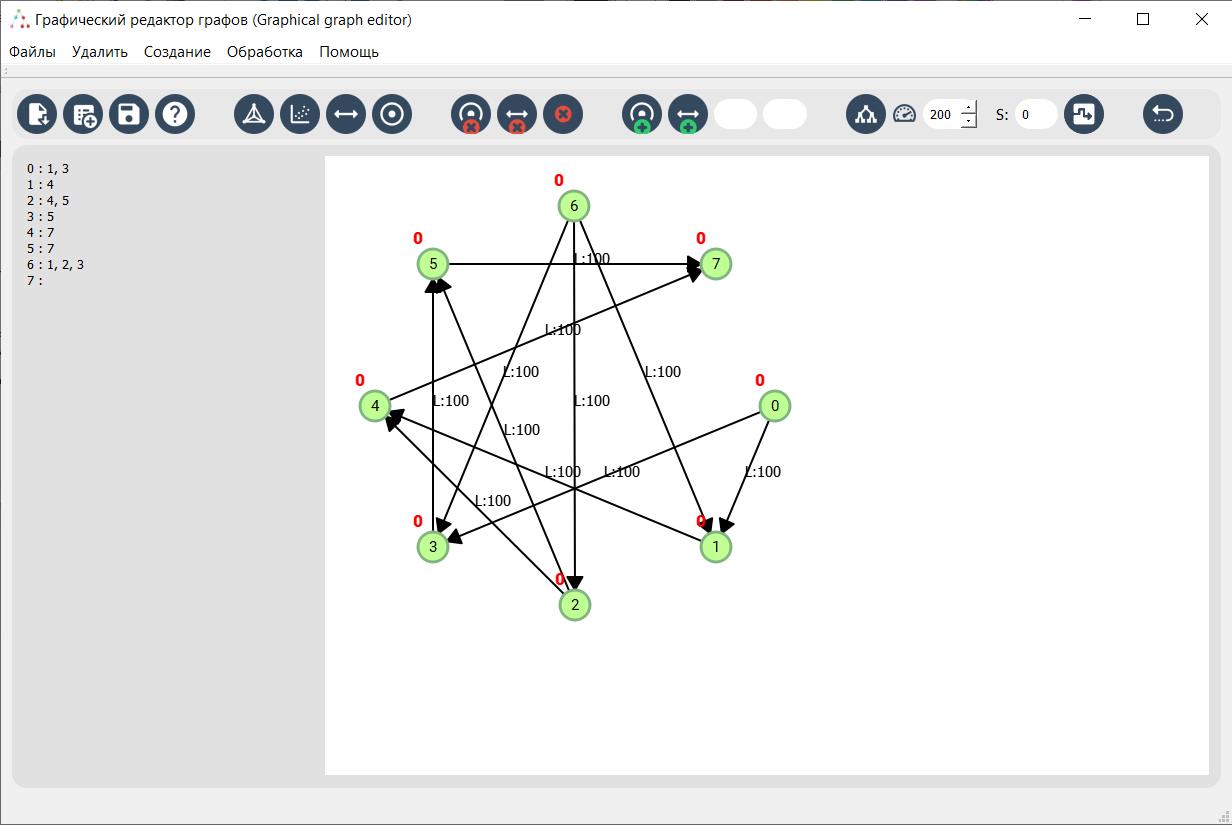 Графический редактор графов (Graphical graph editor)
Файлы Удалить Создание Обработка Помощь
200 S: 0
0 : 1, 3
1 : 4
2 : 4, 5
3 : 5
4 : 7
5 : 7
6 : 1, 2, 3
7 :
0
6
0
0
5
L:100
7
L:100
L:100
L:100
0
0
4
L:100
L:100
0
L:100
L:100
L:100
L:100
L:100
0
0
3
1
0
2